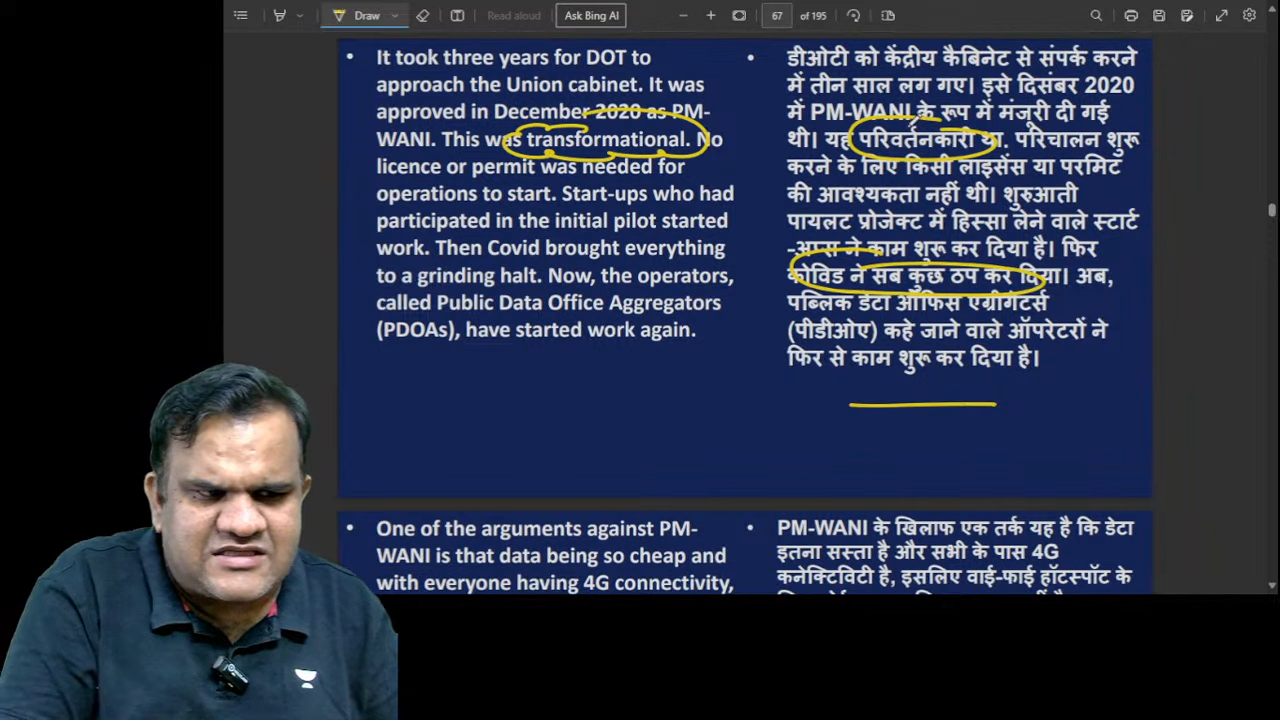 Draw
Read aloud
Ask Bing AI
67 of 195
• It took three years for DOT to
approach the Union cabinet. It was
approved in December 2020 as PM-
WANI. This was transformational. No
licence or permit was needed for
operations to start. Start-ups who had
participated in the initial pilot started
work. Then Covid brought everything
to a grinding halt. Now, the operators,
called Public Data Office Aggregators
(PDOAs), have started work again.
• डीओटी को केंद्रीय कैबिनेट से संपर्क करने
में तीन साल लग गए। इसे दिसंबर 2020
में PM-WANI के रूप में मंजूरी दी गई
थी। यह परिवर्तनकारी था. परिचालन शुरू
करने के लिए किसी लाइसेंस या परमिट
की आवश्यकता नहीं थी। शुरुआती
पायलट प्रोजेक्ट में हिस्सा लेने वाले स्टार्ट
-अप्स ने काम शुरू कर दिया है। फिर
कोविड ने सब कुछ ठप कर दिया। अब,
पब्लिक डेटा ऑफिस एग्रीगेटर्स
(पीडीओए) कहे जाने वाले ऑपरेटरों ने
फिर से काम शुरू कर दिया है।
• One of the arguments against PM-
WANI is that data being so cheap and
with everyone having 4G connectivity,
• PM-WANI के खिलाफ एक तर्क यह है कि डेटा
इतना सस्ता है और सभी के पास 4G
कनेक्टिविटी है, इसलिए वाई-फाई हॉटस्पॉट के